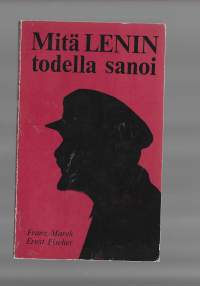 Mitä LENIN
todella sanoi
Franz Marek
Ernst Fischer